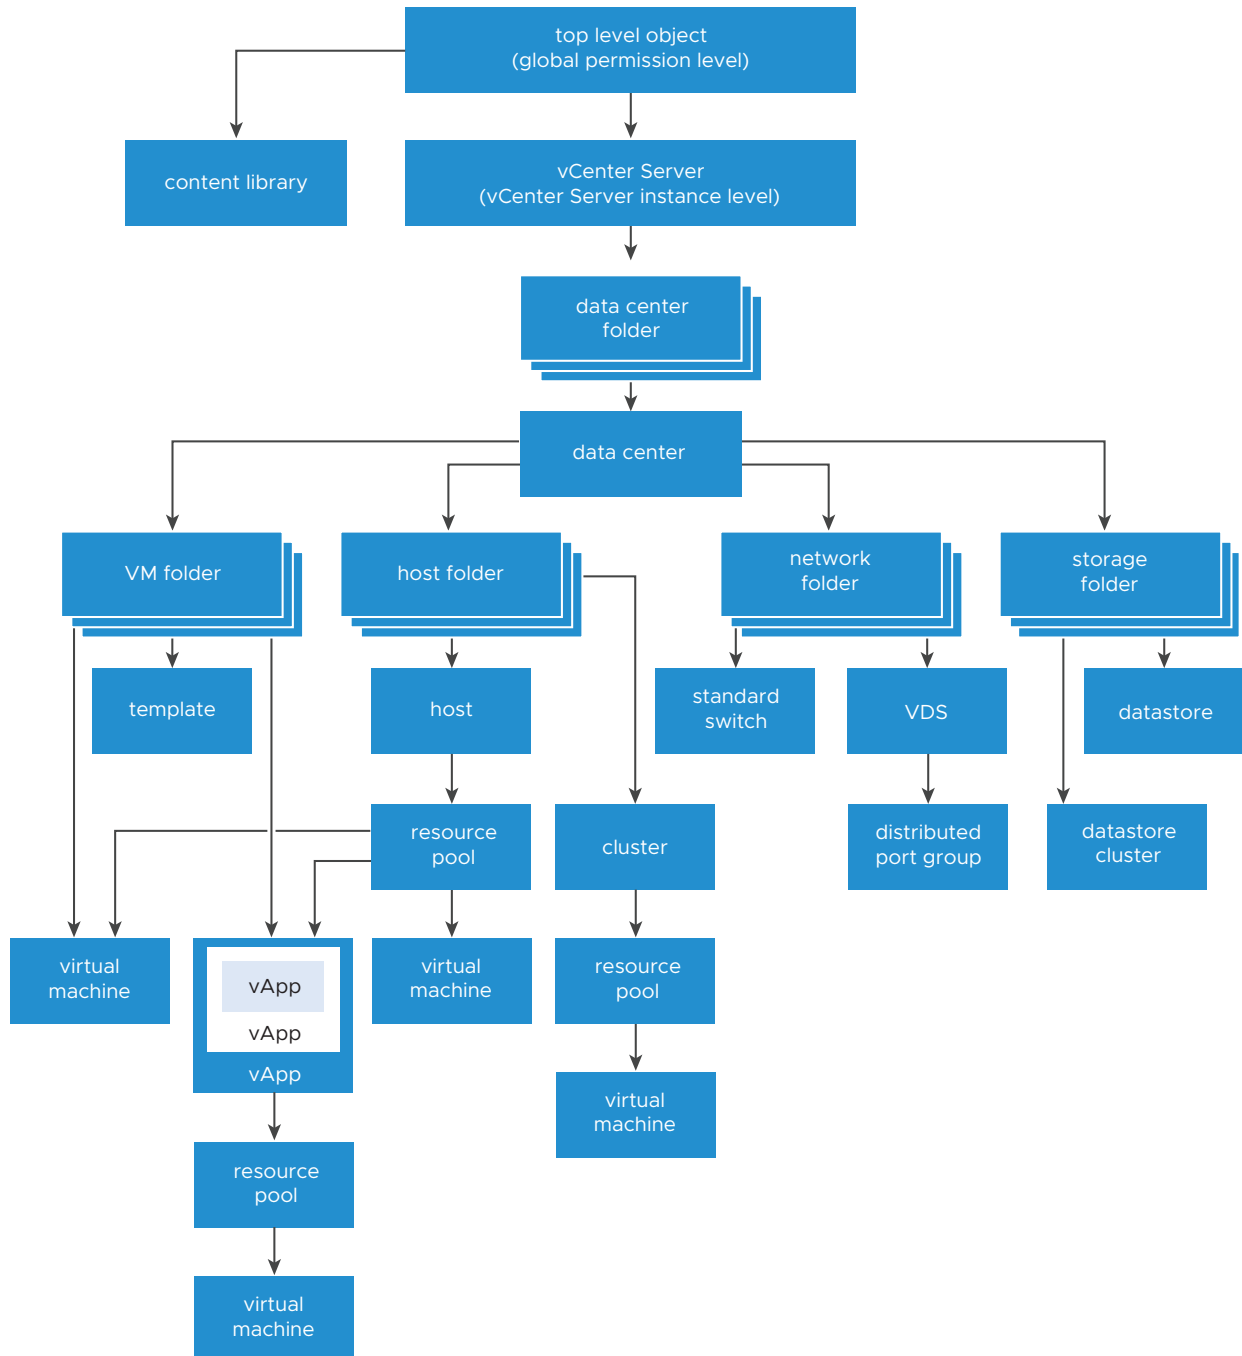 top level object
(global permission level)
content library
vCenter Server
(vCenter Server instance level)
data center
folder
data center
VM folder
host folder
network
folder
storage
folder
template
host
standard
switch
VDS
datastore
resource
pool
cluster
distributed
port group
datastore
cluster
virtual
machine
vApp
vApp
vApp
virtual
machine
resource
pool
virtual
machine
resource
pool
virtual
machine